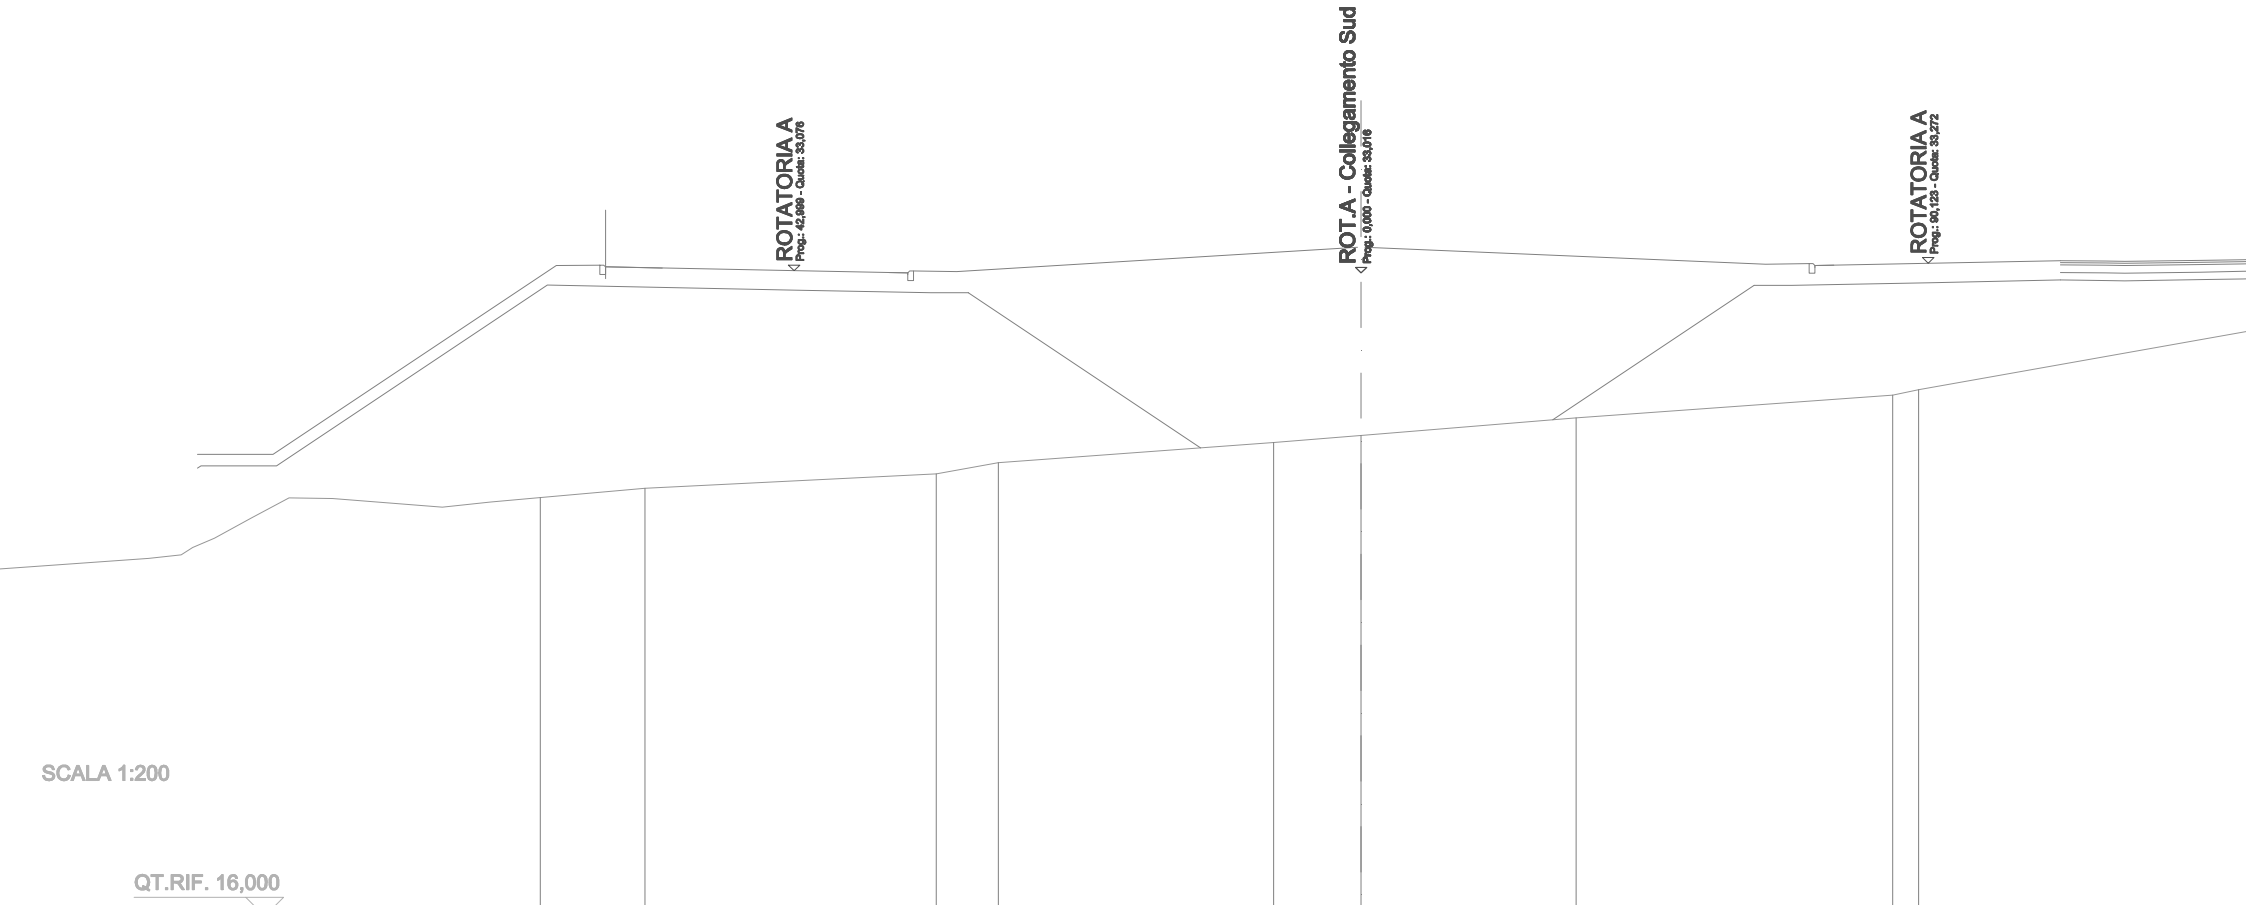 ROTATORIA A
Prog.: 42,999 - Quota: 33,076
ROT.A - Collegamento Sud
Prog.: 0,000 - Quota: 33,016
ROTATORIA A
Prog.: 90,123 - Quota: 33,272
SCALA 1:200
QT.RIF. 16,000